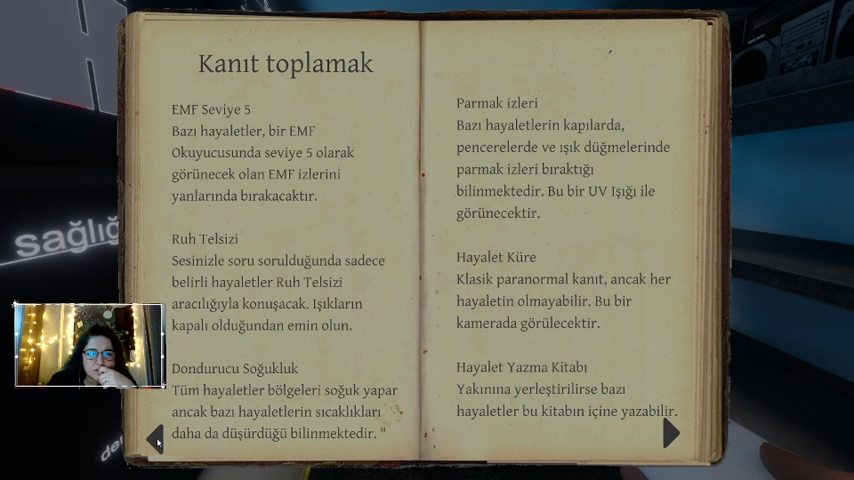 Kanıt toplamak
EMF Seviye 5
Bazı hayaletler, bir EMF
Okuyucusunda seviye 5 olarak
görünecek olan EMF izlerini
yanlarında bırakacaktır.
Ruh Telsizi
Sesinizle soru sorulduğunda sadece
belirli hayaletler Ruh Telsizi
aracılığıyla konuşacak. Işıkların
kapalı olduğundan emin olun.
Dondurucu Soğukluk
Tüm hayaletler bölgeleri soğuk yapar
ancak bazı hayaletlerin sıcaklıkları
daha da düşürdüğü bilinmektedir. "
Parmak izleri
Bazı hayaletlerin kapılarda,
pencerelerde ve ışık düğmelerinde
parmak izleri bıraktığı
bilinmektedir. Bu bir UV Işığı ile
görünecektir.
Hayalet Küre
Klasik paranormal kanıt, ancak her
hayaletin olmayabilir. Bu bir
kamerada görülecektir.
Hayalet Yazma Kitabı
Yakınına yerleştirilirse bazı
hayaletler bu kitabın içine yazabilir.
sağlığ